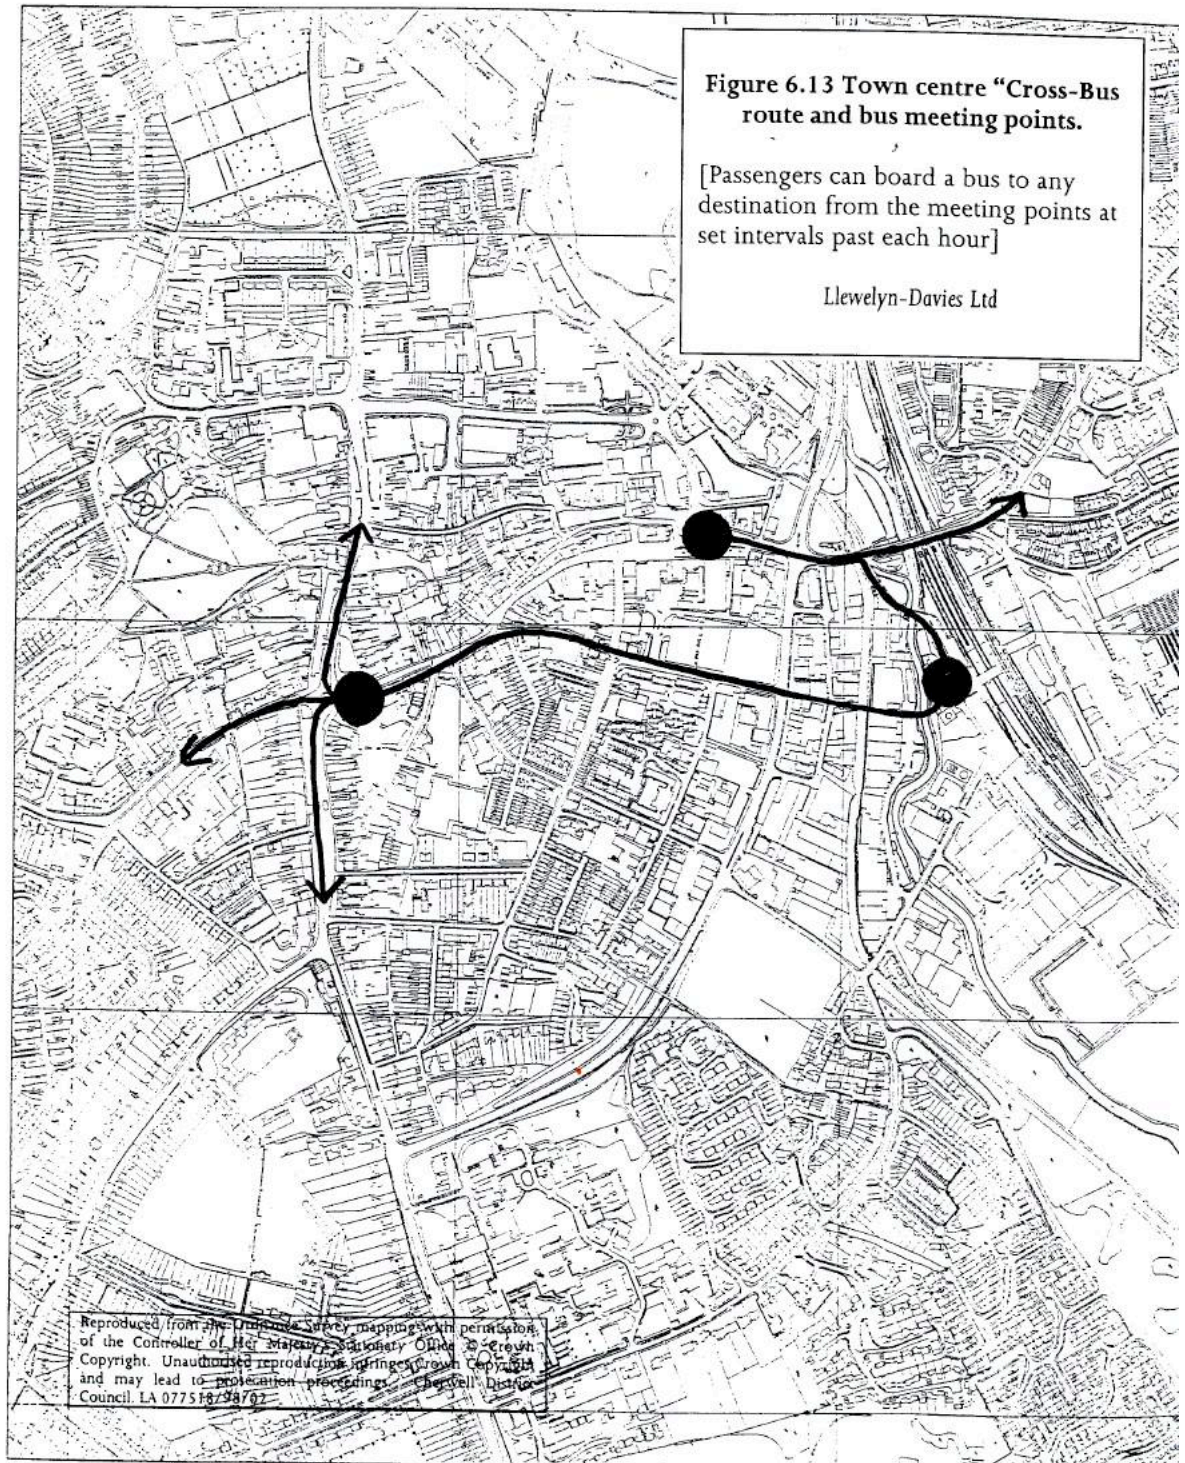 Figure 6.13 Town centre “Cross-Bus
route and bus meeting points.
[Passengers can board a bus to any
destination from the meeting points at
set intervals past each hour]
Llewelyn-Davies Ltd
Reproduced from the Ordnance Survey mapping with permission
of the Controller of Her Majesty's Stationary Office © Crown
Copyright. Unauthorised reproduction infringes Crown Copyright
and may lead to prosecution proceedings. Cherwell District
Council. LA 077518/98/02